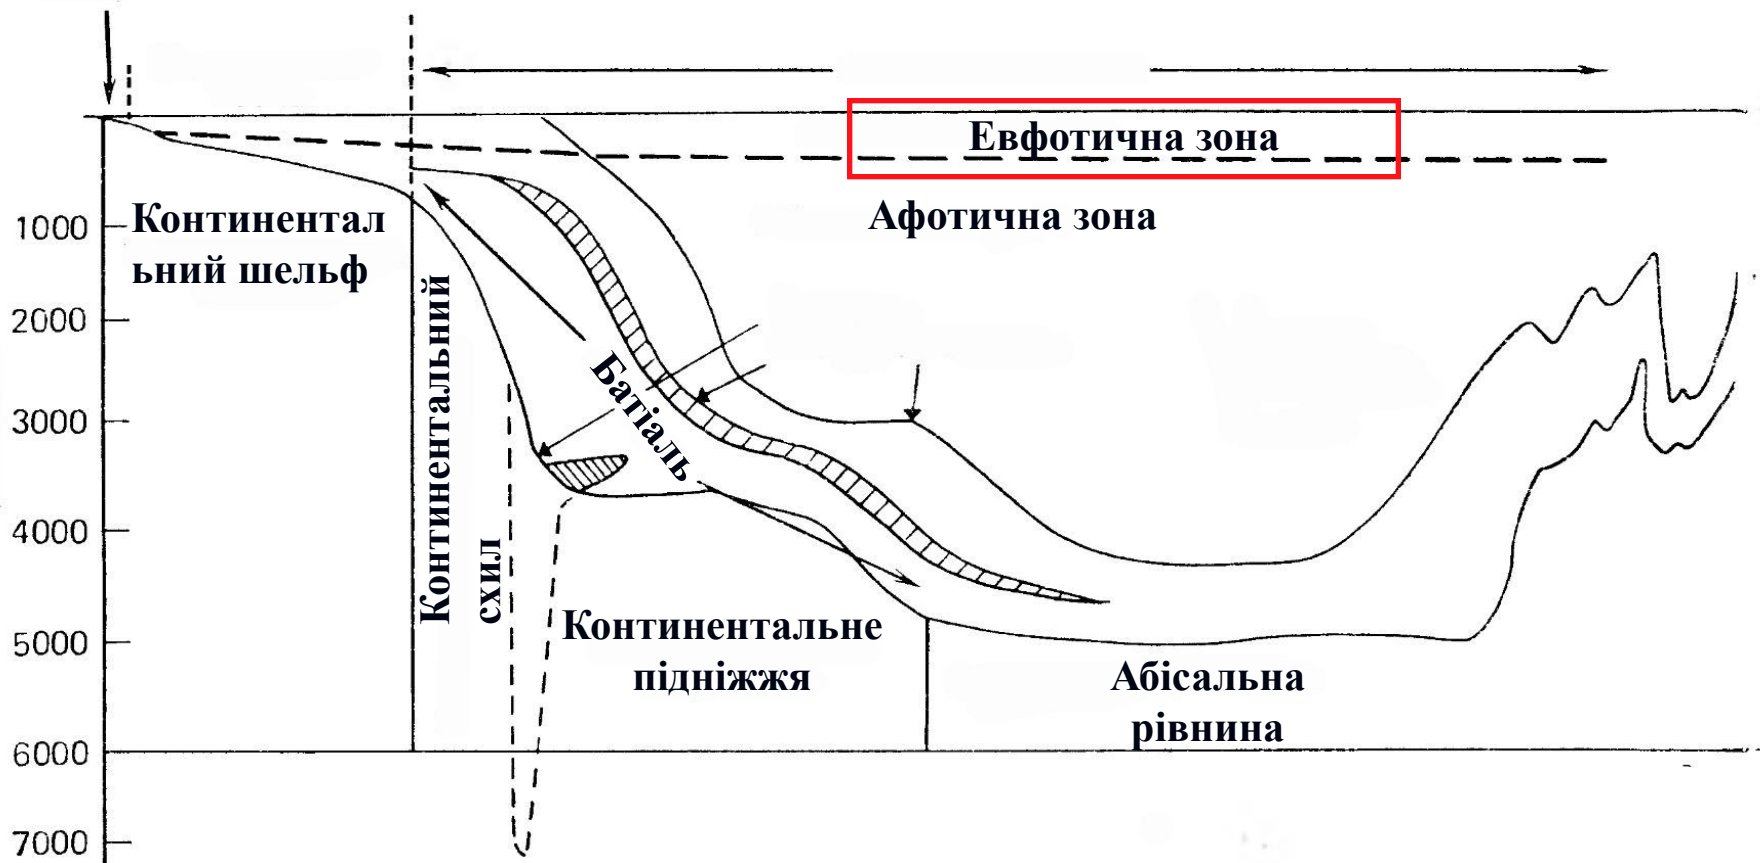 Евфотична зона
Афотична зона
Континентал
ьний шельф
1000
2000
3000
4000
5000
6000
7000
Континентальний
схил
Батіаль
Континентальне
підніжжя
Абісальна
рівнина